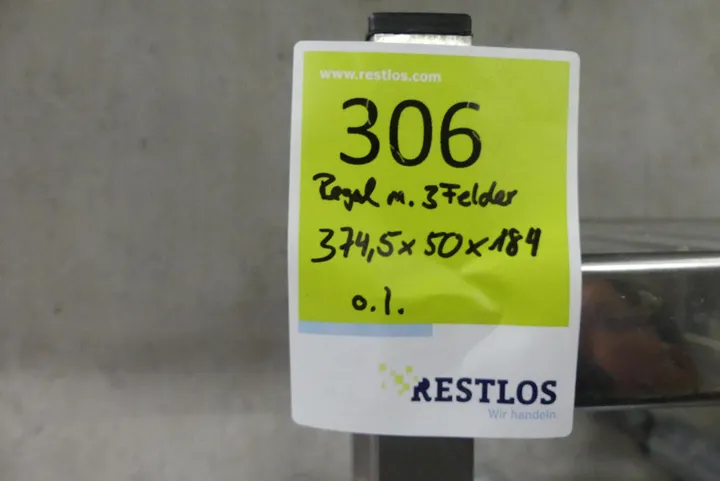 www.restlos.com
306
Regal m. 3 Felder
374,5 x 50 x 184
o.l.
RESTLOS
Wir handeln.